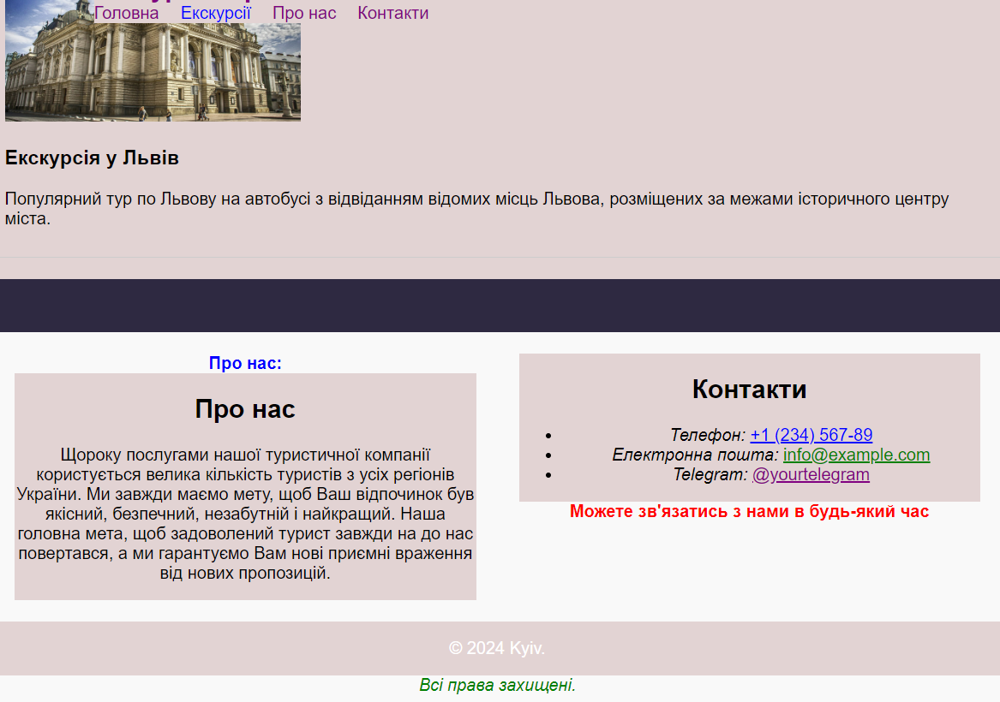 Головна Екскурсії Про нас Контакти
Екскурсія у Львів
Популярний тур по Львову на автобусі з відвіданням відомих місць Львова, розміщених за межами історичного центру
міста.
Про нас:
Про нас
Щороку послугами нашої туристичної компанії
користується велика кількість туристів з усіх регіонів
України. Ми завжди маємо мету, щоб Ваш відпочинок був
якісний, безпечний, незабутній і найкращий. Наша
головна мета, щоб задоволений турист завжди на до нас
повертався, а ми гарантуємо Вам нові приємні враження
від нових пропозицій.
Контакти
Телефон: +1 (234) 567-89
Електронна пошта: info@example.com
Telegram: @yourtelegram
Можете зв'язатись з нами в будь-який час
© 2024 Kyiv.
Всі права захищені.